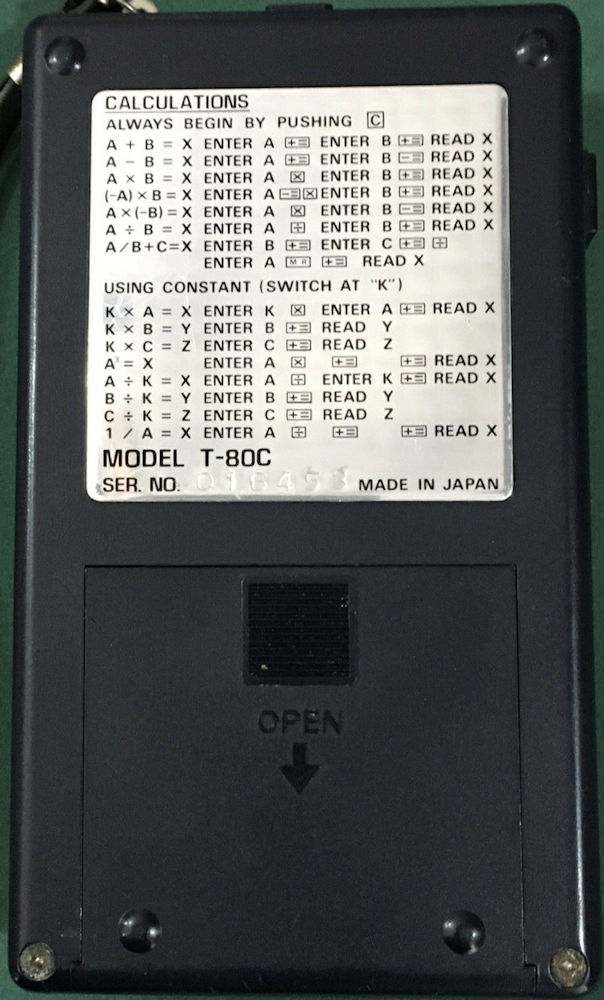 CALCULATIONS
ALWAYS BEGIN BY PUSHING C
A + B = X ENTER A += ENTER B += READ X
A - B = X ENTER A += ENTER B -= READ X
A × B = X ENTER A × ENTER B += READ X
(-A) × B = X ENTER A -= × ENTER B += READ X
A × (-B) = X ENTER A × ENTER B -= READ X
A ÷ B = X ENTER A ÷ ENTER B += READ X
A/B+C=X ENTER B += ENTER C += ÷
ENTER A MR += READ X
USING CONSTANT (SWITCH AT "K")
K × A = X ENTER K × ENTER A += READ X
K × B = Y ENTER B += READ Y
K × C = Z ENTER C += READ Z
A³ = X ENTER A × += += READ X
A ÷ K = X ENTER A ÷ ENTER K += READ X
B ÷ K = Y ENTER B += READ Y
C ÷ K = Z ENTER C += READ Z
1 / A = X ENTER A ÷ += += READ X
MODEL T-80C
SER. NO. MADE IN JAPAN
OPEN